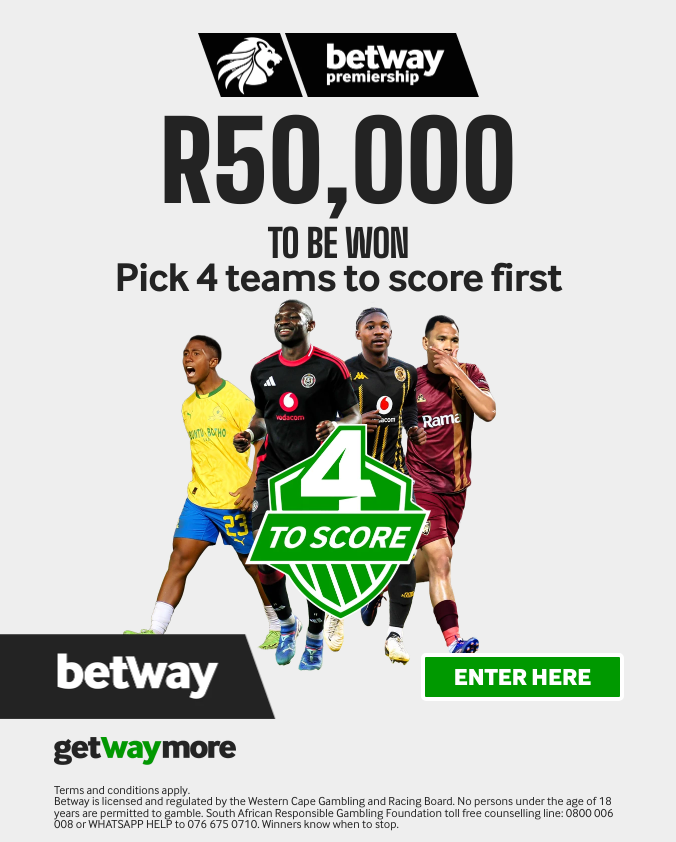 betway
premiership
R50,000
TO BE WON
Pick 4 teams to score first
vodacom
Rama
23
4
TO SCORE
betway
ENTER HERE
getwaymore
Terms and conditions apply.
Betway is licensed and regulated by the Western Cape Gambling and Racing Board. No persons under the age of 18
years are permitted to gamble. South African Responsible Gambling Foundation toll free counselling line: 0800 006
008 or WHATSAPP HELP to 076 675 0710. Winners know when to stop.